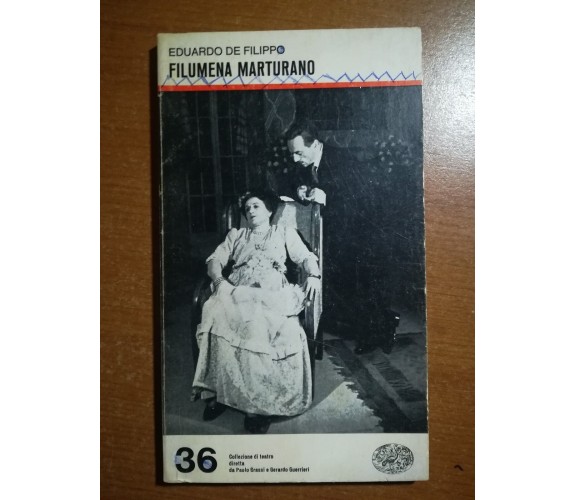 EDUARDO DE FILIPPO
FILUMENA MARTURANO
36
Collezione di teatro
diretta
da Paolo Grassi e Gerardo Guerrieri